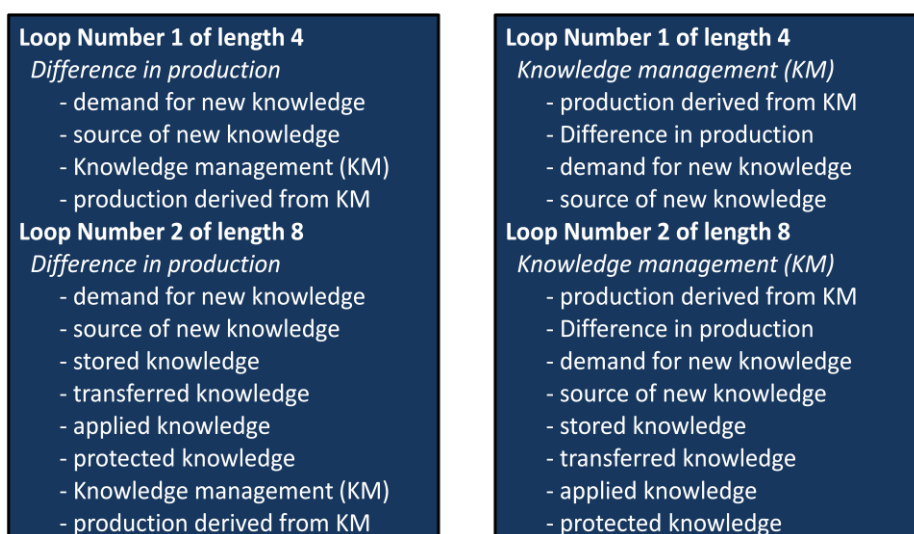 Loop Number 1 of length 4
Difference in production
- demand for new knowledge
- source of new knowledge
- Knowledge management (KM)
- production derived from KM
Loop Number 2 of length 8
Difference in production
- demand for new knowledge
- source of new knowledge
- stored knowledge
- transferred knowledge
- applied knowledge
- protected knowledge
- Knowledge management (KM)
- production derived from KM
Loop Number 1 of length 4
Knowledge management (KM)
- production derived from KM
- Difference in production
- demand for new knowledge
- source of new knowledge
Loop Number 2 of length 8
Knowledge management (KM)
- production derived from KM
- Difference in production
- demand for new knowledge
- source of new knowledge
- stored knowledge
- transferred knowledge
- applied knowledge
- protected knowledge